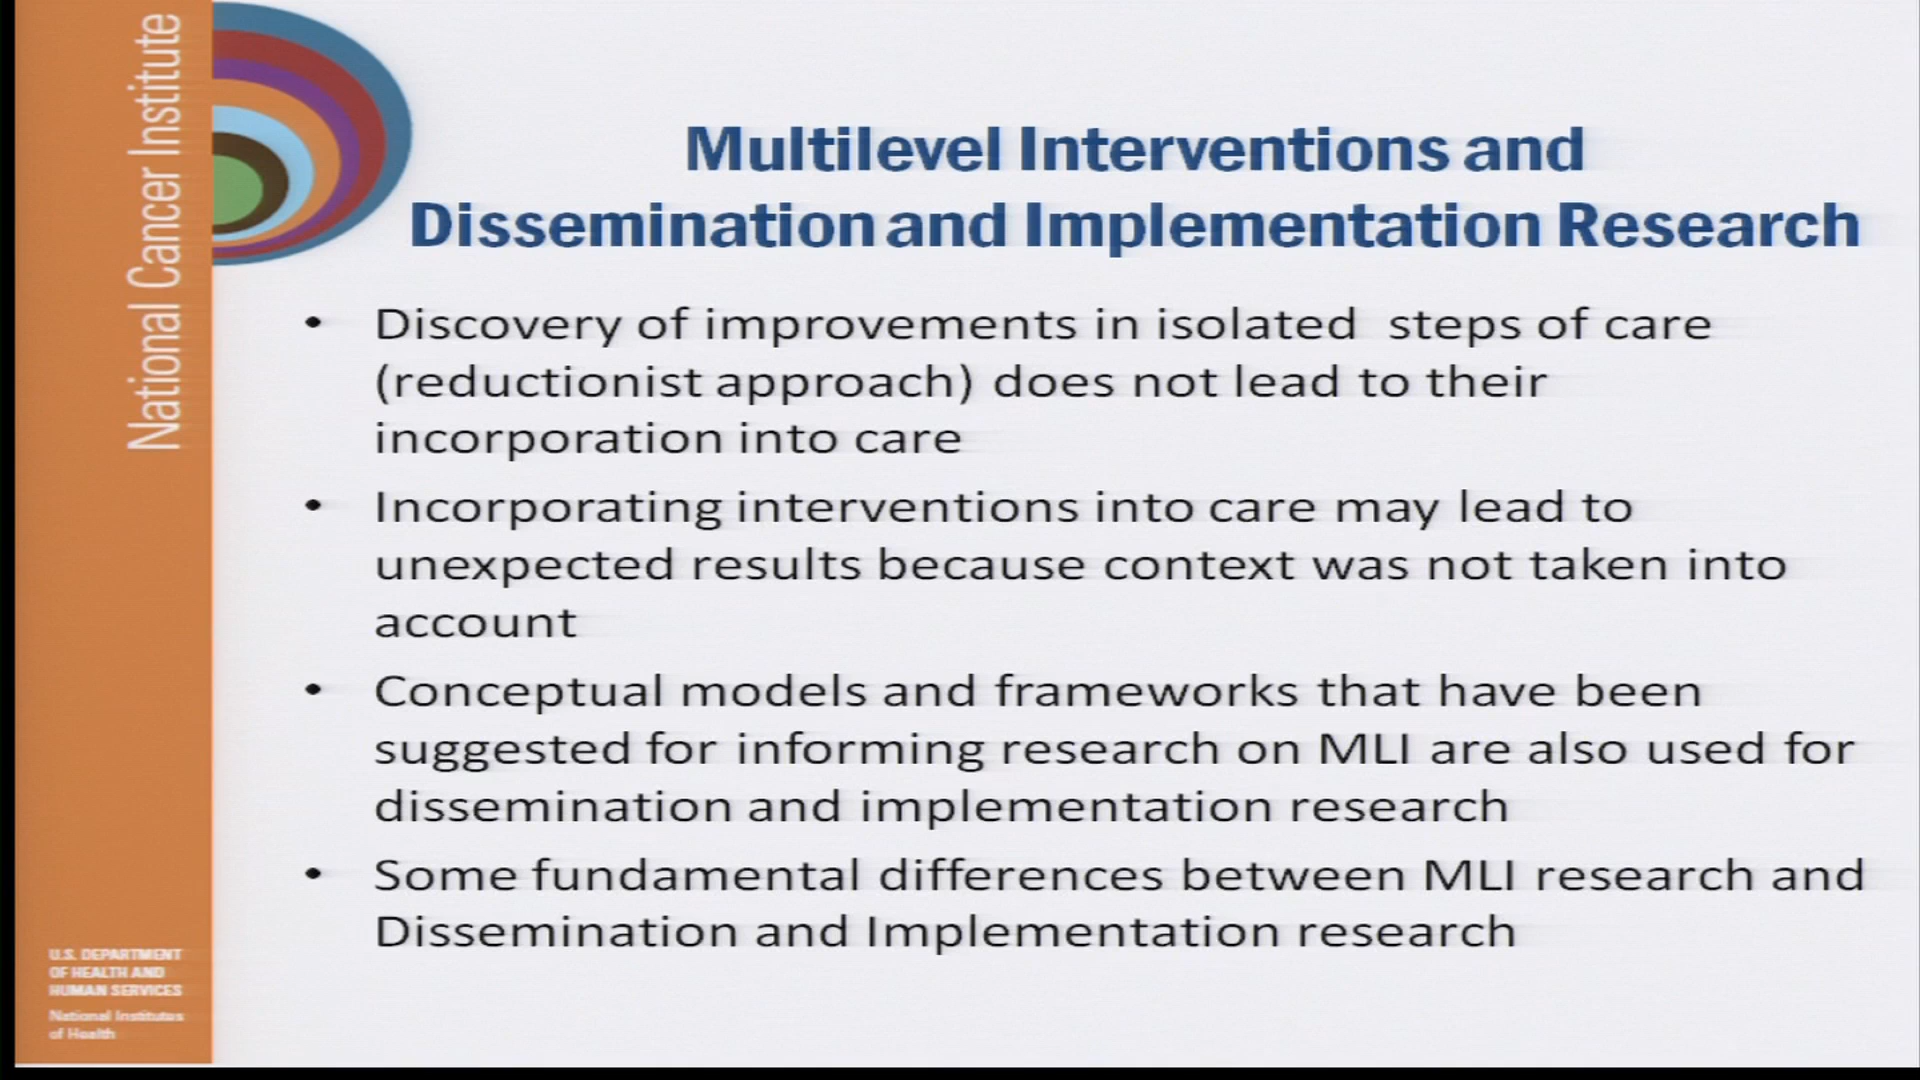 National Cancer Institute
Multilevel Interventions and
Dissemination and Implementation Research
• Discovery of improvements in isolated steps of care
(reductionist approach) does not lead to their
incorporation into care
• Incorporating interventions into care may lead to
unexpected results because context was not taken into
account
• Conceptual models and frameworks that have been
suggested for informing research on MLI are also used for
dissemination and implementation research
• Some fundamental differences between MLI research and
Dissemination and Implementation research
U.S. DEPARTMENT
OF HEALTH AND
HUMAN SERVICES
National Institutes
of Health